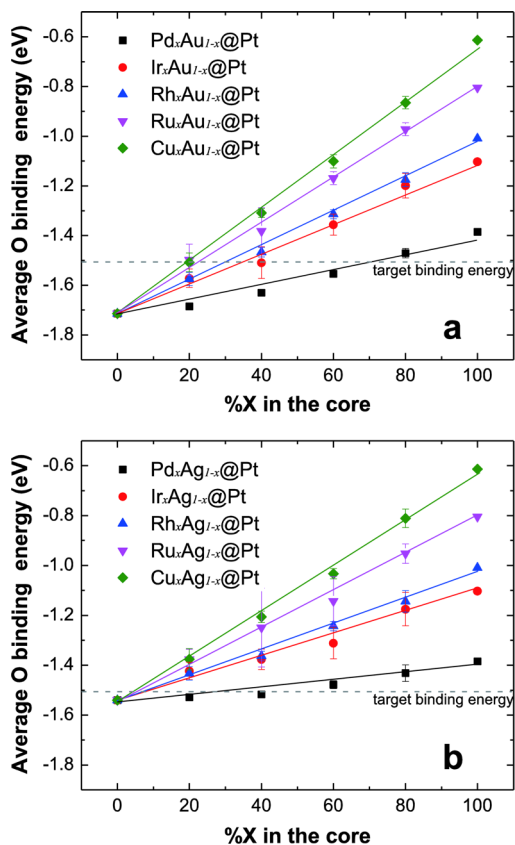 -0.6
-0.8
-1.0
-1.2
-1.4
-1.6
-1.8
Average O binding energy (eV)
PdxAu1-x@Pt
IrxAu1-x@Pt
RhxAu1-x@Pt
RuxAu1-x@Pt
CuxAu1-x@Pt
target binding energy
a
0 20 40 60 80 100
%X in the core
-0.6
-0.8
-1.0
-1.2
-1.4
-1.6
-1.8
Average O binding energy (eV)
PdxAg1-x@Pt
IrxAg1-x@Pt
RhxAg1-x@Pt
RuxAg1-x@Pt
CuxAg1-x@Pt
target binding energy
b
0 20 40 60 80 100
%X in the core